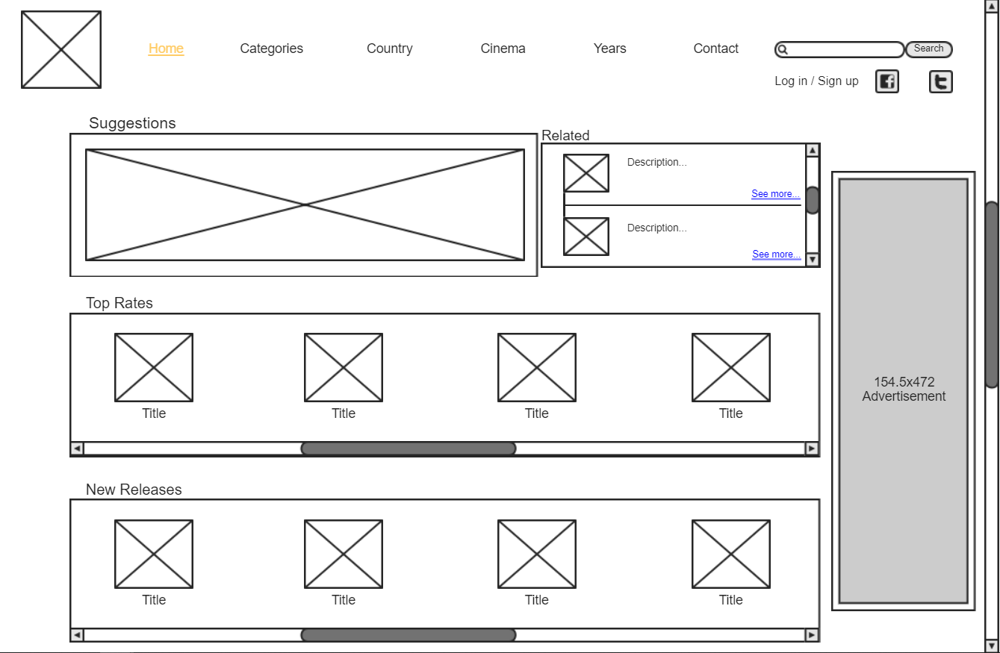 Home
Categories
Country
Cinema
Years
Contact
Search
Log in / Sign up
Suggestions
Related
Description...
See more...
Description...
See more...
Top Rates
Title
Title
Title
Title
154.5x472
Advertisement
New Releases
Title
Title
Title
Title